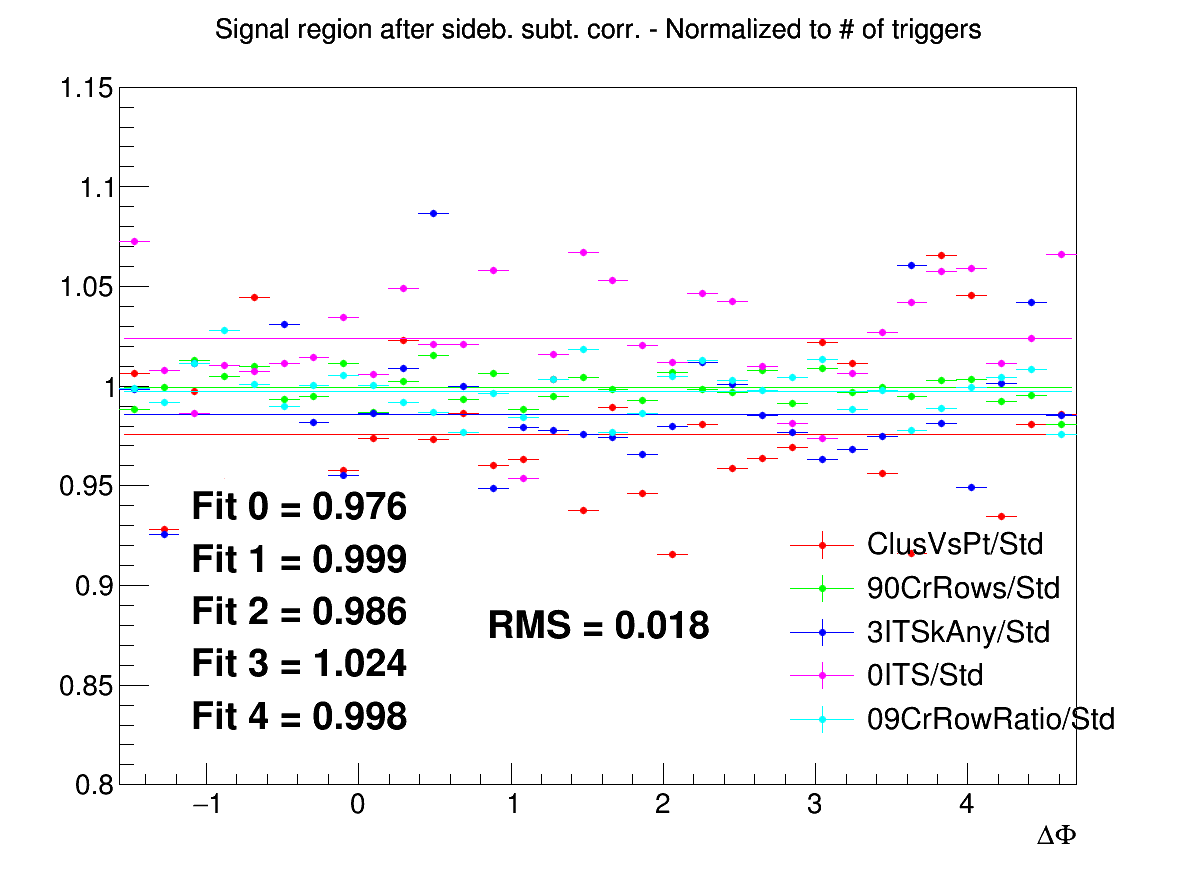 Signal region after sideb. subt. corr. - Normalized to # of triggers
1.15
1.1
1.05
1
0.95
0.9
0.85
0.8
Fit 0 = 0.976
Fit 1 = 0.999
Fit 2 = 0.986
Fit 3 = 1.024
Fit 4 = 0.998
RMS = 0.018
ClusVsPt/Std
90CrRows/Std
3ITSkAny/Std
0ITS/Std
09CrRowRatio/Std
−1 0 1 2 3 4
ΔΦ